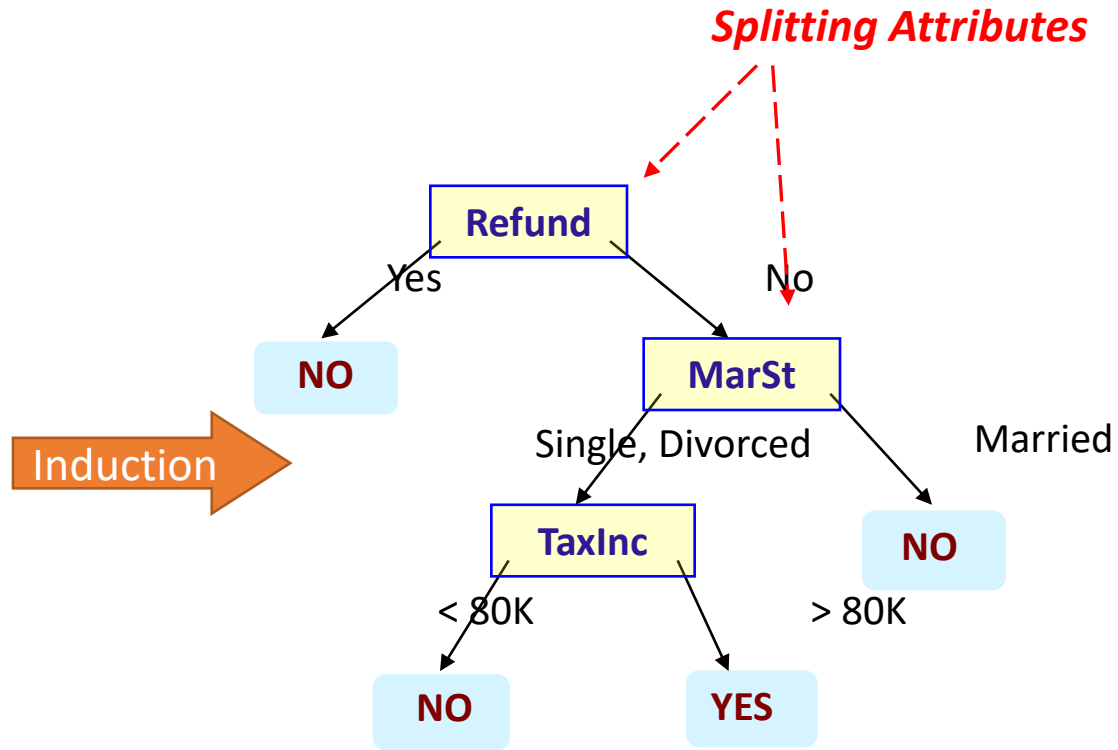 Splitting Attributes
Refund
Yes
No
NO
MarSt
Induction
Single, Divorced
Married
TaxInc
NO
< 80K
> 80K
NO
YES